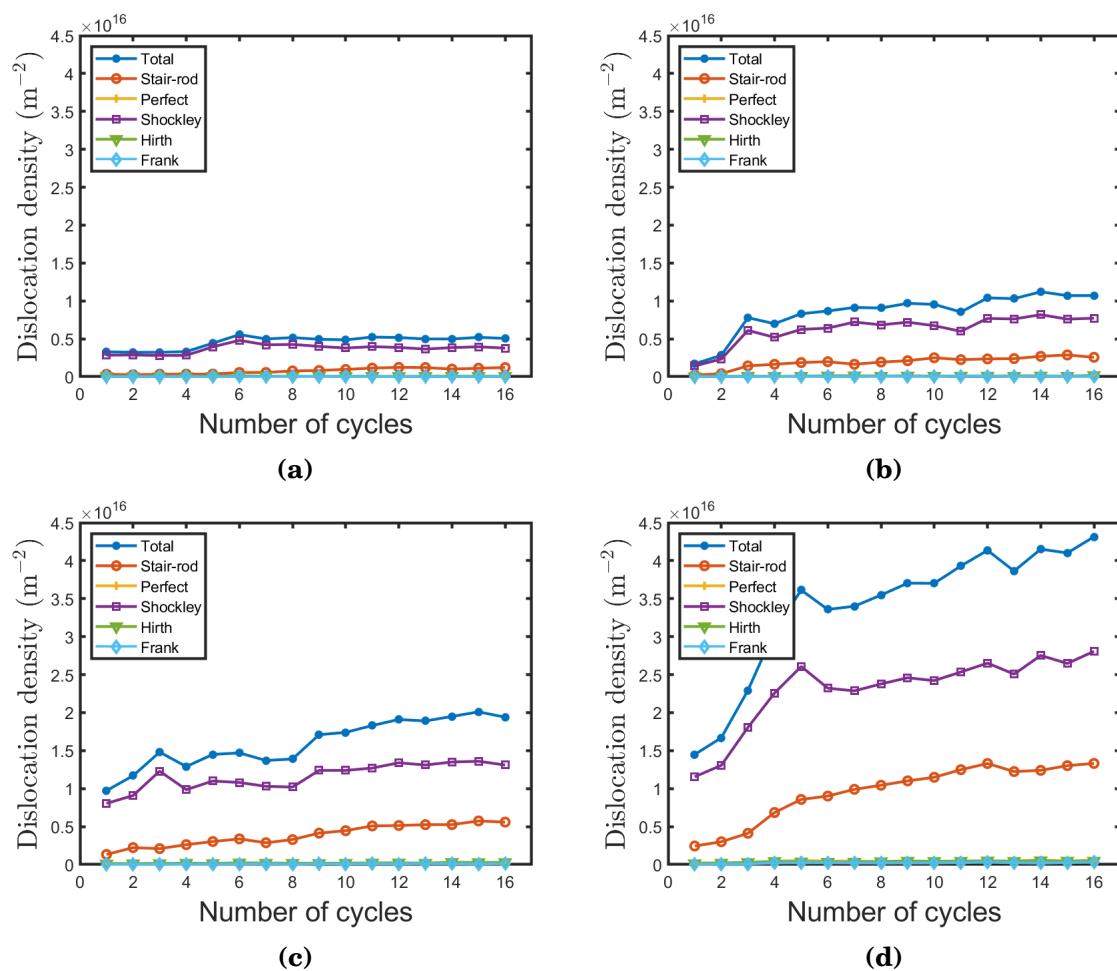 ×10^16
4.5
4
3.5
3
2.5
2
1.5
1
0.5
0
Dislocation density (m^−2)
Total
Stair-rod
Perfect
Shockley
Hirth
Frank
0 2 4 6 8 10 12 14 16
Number of cycles
(a)
×10^16
4.5
4
3.5
3
2.5
2
1.5
1
0.5
0
Dislocation density (m^−2)
Total
Stair-rod
Perfect
Shockley
Hirth
Frank
0 2 4 6 8 10 12 14 16
Number of cycles
(b)
×10^16
4.5
4
3.5
3
2.5
2
1.5
1
0.5
0
Dislocation density (m^−2)
Total
Stair-rod
Perfect
Shockley
Hirth
Frank
0 2 4 6 8 10 12 14 16
Number of cycles
(c)
×10^16
4.5
4
3.5
3
2.5
2
1.5
1
0.5
0
Dislocation density (m^−2)
Total
Stair-rod
Perfect
Shockley
Hirth
Frank
0 2 4 6 8 10 12 14 16
Number of cycles
(d)